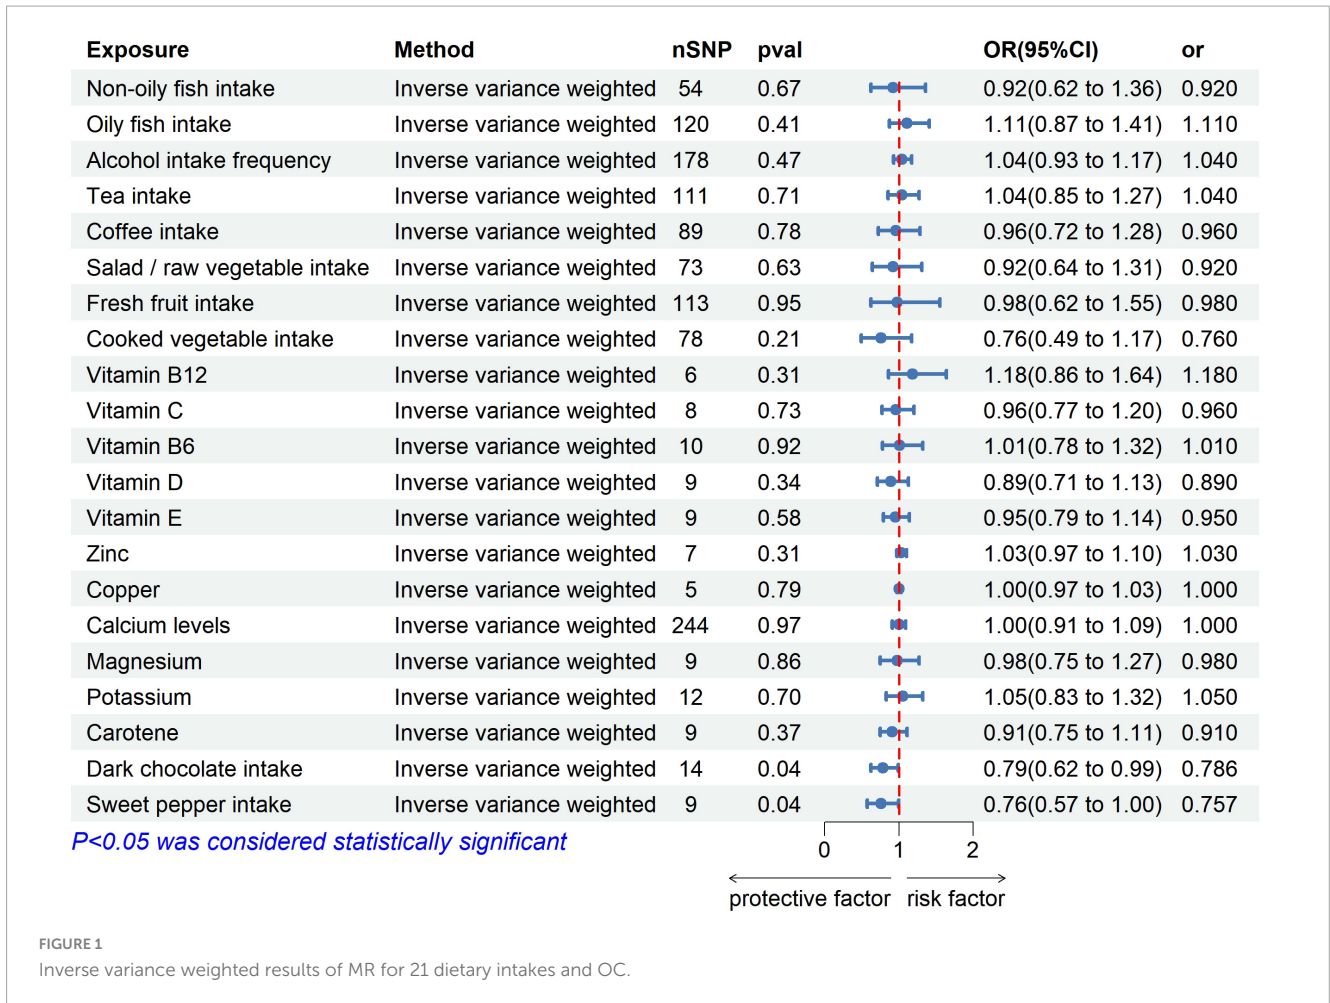 Exposure Method nSNP pval OR(95%CI) or
Non-oily fish intake Inverse variance weighted 54 0.67 0.92(0.62 to 1.36) 0.920
Oily fish intake Inverse variance weighted 120 0.41 1.11(0.87 to 1.41) 1.110
Alcohol intake frequency Inverse variance weighted 178 0.47 1.04(0.93 to 1.17) 1.040
Tea intake Inverse variance weighted 111 0.71 1.04(0.85 to 1.27) 1.040
Coffee intake Inverse variance weighted 89 0.78 0.96(0.72 to 1.28) 0.960
Salad / raw vegetable intake Inverse variance weighted 73 0.63 0.92(0.64 to 1.31) 0.920
Fresh fruit intake Inverse variance weighted 113 0.95 0.98(0.62 to 1.55) 0.980
Cooked vegetable intake Inverse variance weighted 78 0.21 0.76(0.49 to 1.17) 0.760
Vitamin B12 Inverse variance weighted 6 0.31 1.18(0.86 to 1.64) 1.180
Vitamin C Inverse variance weighted 8 0.73 0.96(0.77 to 1.20) 0.960
Vitamin B6 Inverse variance weighted 10 0.92 1.01(0.78 to 1.32) 1.010
Vitamin D Inverse variance weighted 9 0.34 0.89(0.71 to 1.13) 0.890
Vitamin E Inverse variance weighted 9 0.58 0.95(0.79 to 1.14) 0.950
Zinc Inverse variance weighted 7 0.31 1.03(0.97 to 1.10) 1.030
Copper Inverse variance weighted 5 0.79 1.00(0.97 to 1.03) 1.000
Calcium levels Inverse variance weighted 244 0.97 1.00(0.91 to 1.09) 1.000
Magnesium Inverse variance weighted 9 0.86 0.98(0.75 to 1.27) 0.980
Potassium Inverse variance weighted 12 0.70 1.05(0.83 to 1.32) 1.050
Carotene Inverse variance weighted 9 0.37 0.91(0.75 to 1.11) 0.910
Dark chocolate intake Inverse variance weighted 14 0.04 0.79(0.62 to 0.99) 0.786
Sweet pepper intake Inverse variance weighted 9 0.04 0.76(0.57 to 1.00) 0.757
P<0.05 was considered statistically significant
0 1 2
protective factor risk factor
FIGURE 1
Inverse variance weighted results of MR for 21 dietary intakes and OC.